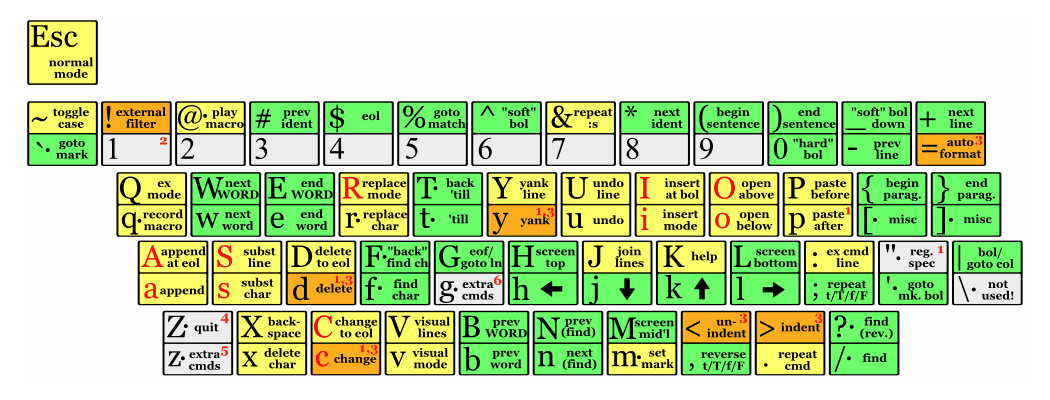 Esc
normal
mode
~ toggle case
! external filter
@· play macro
# prev ident
$ eol
% goto match
^ "soft" bol
& repeat :s
* next ident
( begin sentence
) end sentence
"soft" bol _ down
+ next line
`· goto mark
1 2
2
3
4
5
6
7
8
9
0 "hard" bol
- prev line
= auto 3 format
Q ex mode
W next WORD
E end WORD
R replace mode
T· back 'till
Y yank line
U undo line
I insert at bol
O open above
P paste before
{ begin parag.
} end parag.
q· record macro
w next word
e end word
r· replace char
t· 'till
y yank 1,3
u undo
i insert mode
o open below
p paste 1 after
[· misc
]· misc
A append at eol
S subst line
D delete to eol
F· "back" find ch
G eof/ goto ln
H screen top
J join lines
K help
L screen bottom
: ex cmd line
"· reg. 1 spec
| bol/ goto col
a append
s subst char
d delete 1,3
f· find char
g· extra 6 cmds
h ←
j ↓
k ↑
l →
; repeat t/T/f/F
'· goto mk. bol
\· not used!
Z· quit 4
X back-space
C change to eol
V visual lines
B prev WORD
N prev (find)
M screen mid'l
< un- 3 indent
> indent 3
?· find (rev.)
Z· extra 5 cmds
x delete char
c change 1,3
v visual mode
b prev word
n next (find)
m· set mark
, reverse t/T/f/F
. repeat cmd
/· find